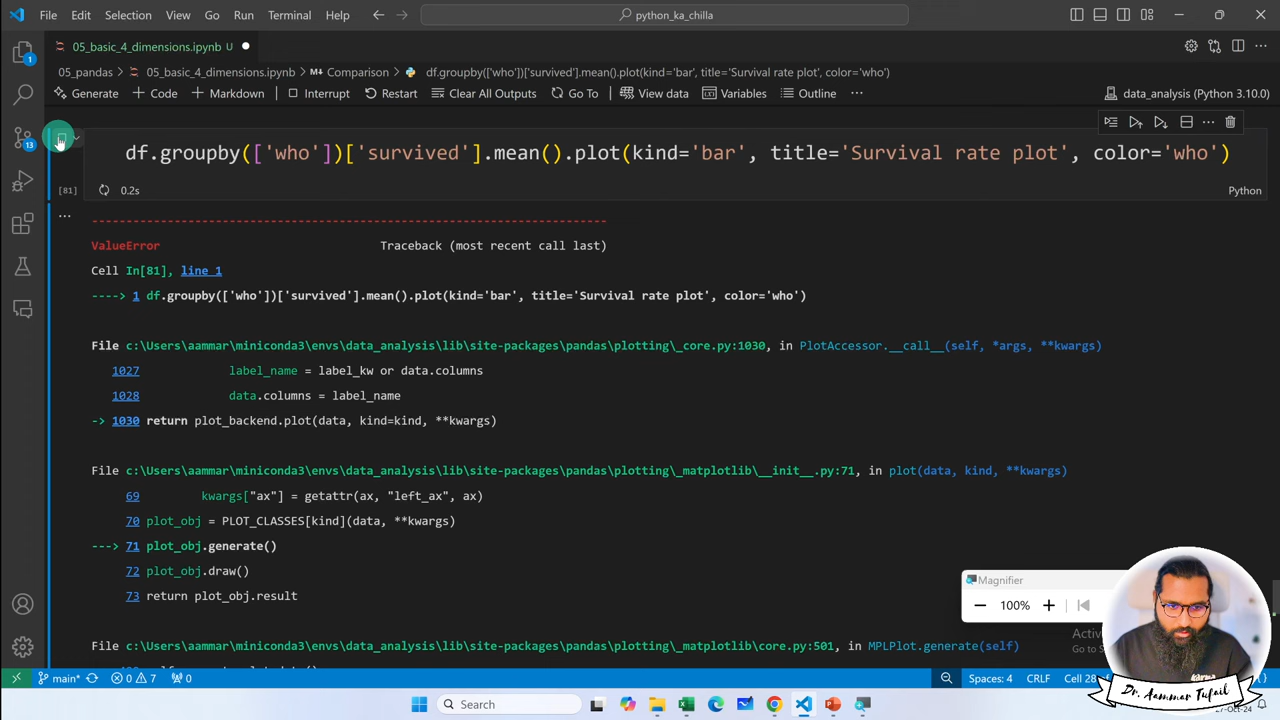 File Edit Selection View Go Run Terminal Help python_ka_chilla
05_basic_4_dimensions.ipynb U
05_pandas > 05_basic_4_dimensions.ipynb > M↓ Comparison > df.groupby(['who'])['survived'].mean().plot(kind='bar', title='Survival rate plot', color='who')
Generate + Code + Markdown Interrupt Restart Clear All Outputs Go To View data Variables Outline ... data_analysis (Python 3.10.0)
df.groupby(['who'])['survived'].mean().plot(kind='bar', title='Survival rate plot', color='who')
[81] 0.2s Python
...
---------------------------------------------------------------------------
ValueError Traceback (most recent call last)
Cell In[81], line 1
----> 1 df.groupby(['who'])['survived'].mean().plot(kind='bar', title='Survival rate plot', color='who')
File c:\Users\aammar\miniconda3\envs\data_analysis\lib\site-packages\pandas\plotting\_core.py:1030, in PlotAccessor.__call__(self, *args, **kwargs)
1027 label_name = label_kw or data.columns
1028 data.columns = label_name
-> 1030 return plot_backend.plot(data, kind=kind, **kwargs)
File c:\Users\aammar\miniconda3\envs\data_analysis\lib\site-packages\pandas\plotting\_matplotlib\__init__.py:71, in plot(data, kind, **kwargs)
69 kwargs["ax"] = getattr(ax, "left_ax", ax)
70 plot_obj = PLOT_CLASSES[kind](data, **kwargs)
---> 71 plot_obj.generate()
72 plot_obj.draw()
73 return plot_obj.result
Magnifier
100%
File c:\Users\aammar\miniconda3\envs\data_analysis\lib\site-packages\pandas\plotting\_matplotlib\core.py:501, in MPLPlot.generate(self)
Activ
Go to S
main* 0 7 0 Spaces: 4 CRLF Cell 28
Dr. Aammar Tufail
Search
27-Oct-24
1
13